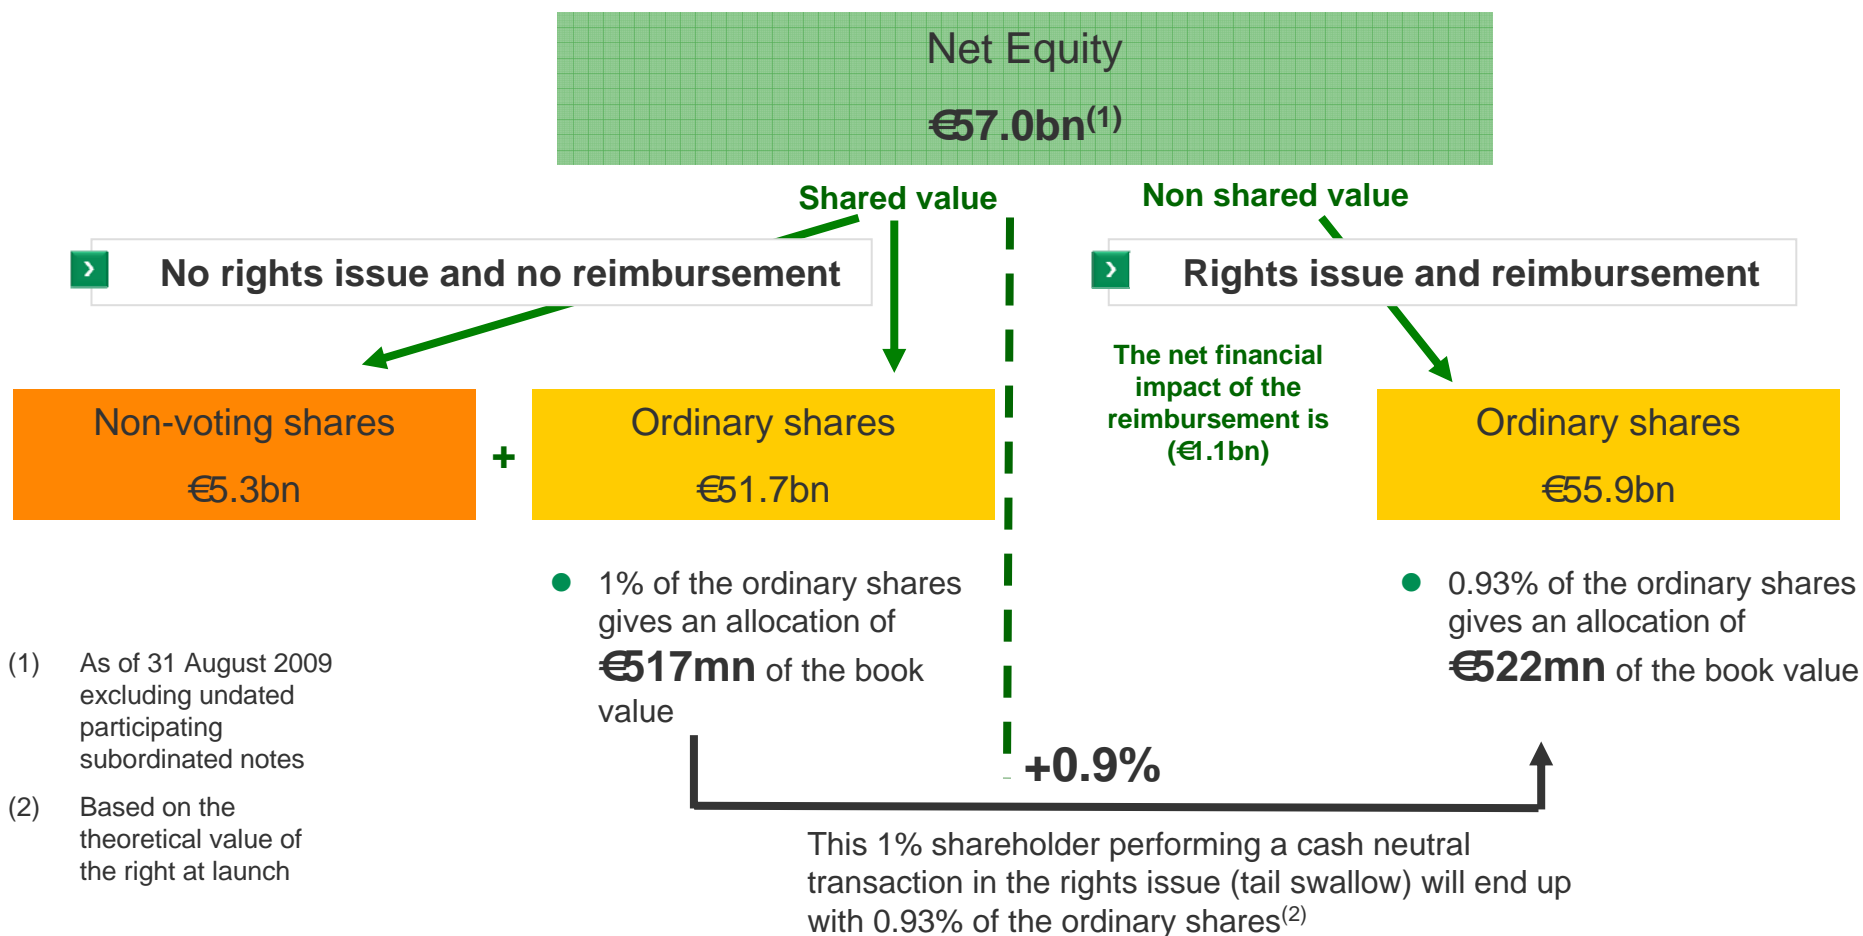 Net Equity
€57.0bn(1)
Shared value
Non shared value
No rights issue and no reimbursement
Rights issue and reimbursement
The net financial
impact of the
reimbursement is
(€1.1bn)
Non-voting shares
€5.3bn
+
Ordinary shares
€51.7bn
Ordinary shares
€55.9bn
● 1% of the ordinary shares
gives an allocation of
€517mn of the book
value
● 0.93% of the ordinary shares
gives an allocation of
€522mn of the book value
(1) As of 31 August 2009
excluding undated
participating
subordinated notes
(2) Based on the
theoretical value of
the right at launch
+0.9%
This 1% shareholder performing a cash neutral
transaction in the rights issue (tail swallow) will end up
with 0.93% of the ordinary shares(2)